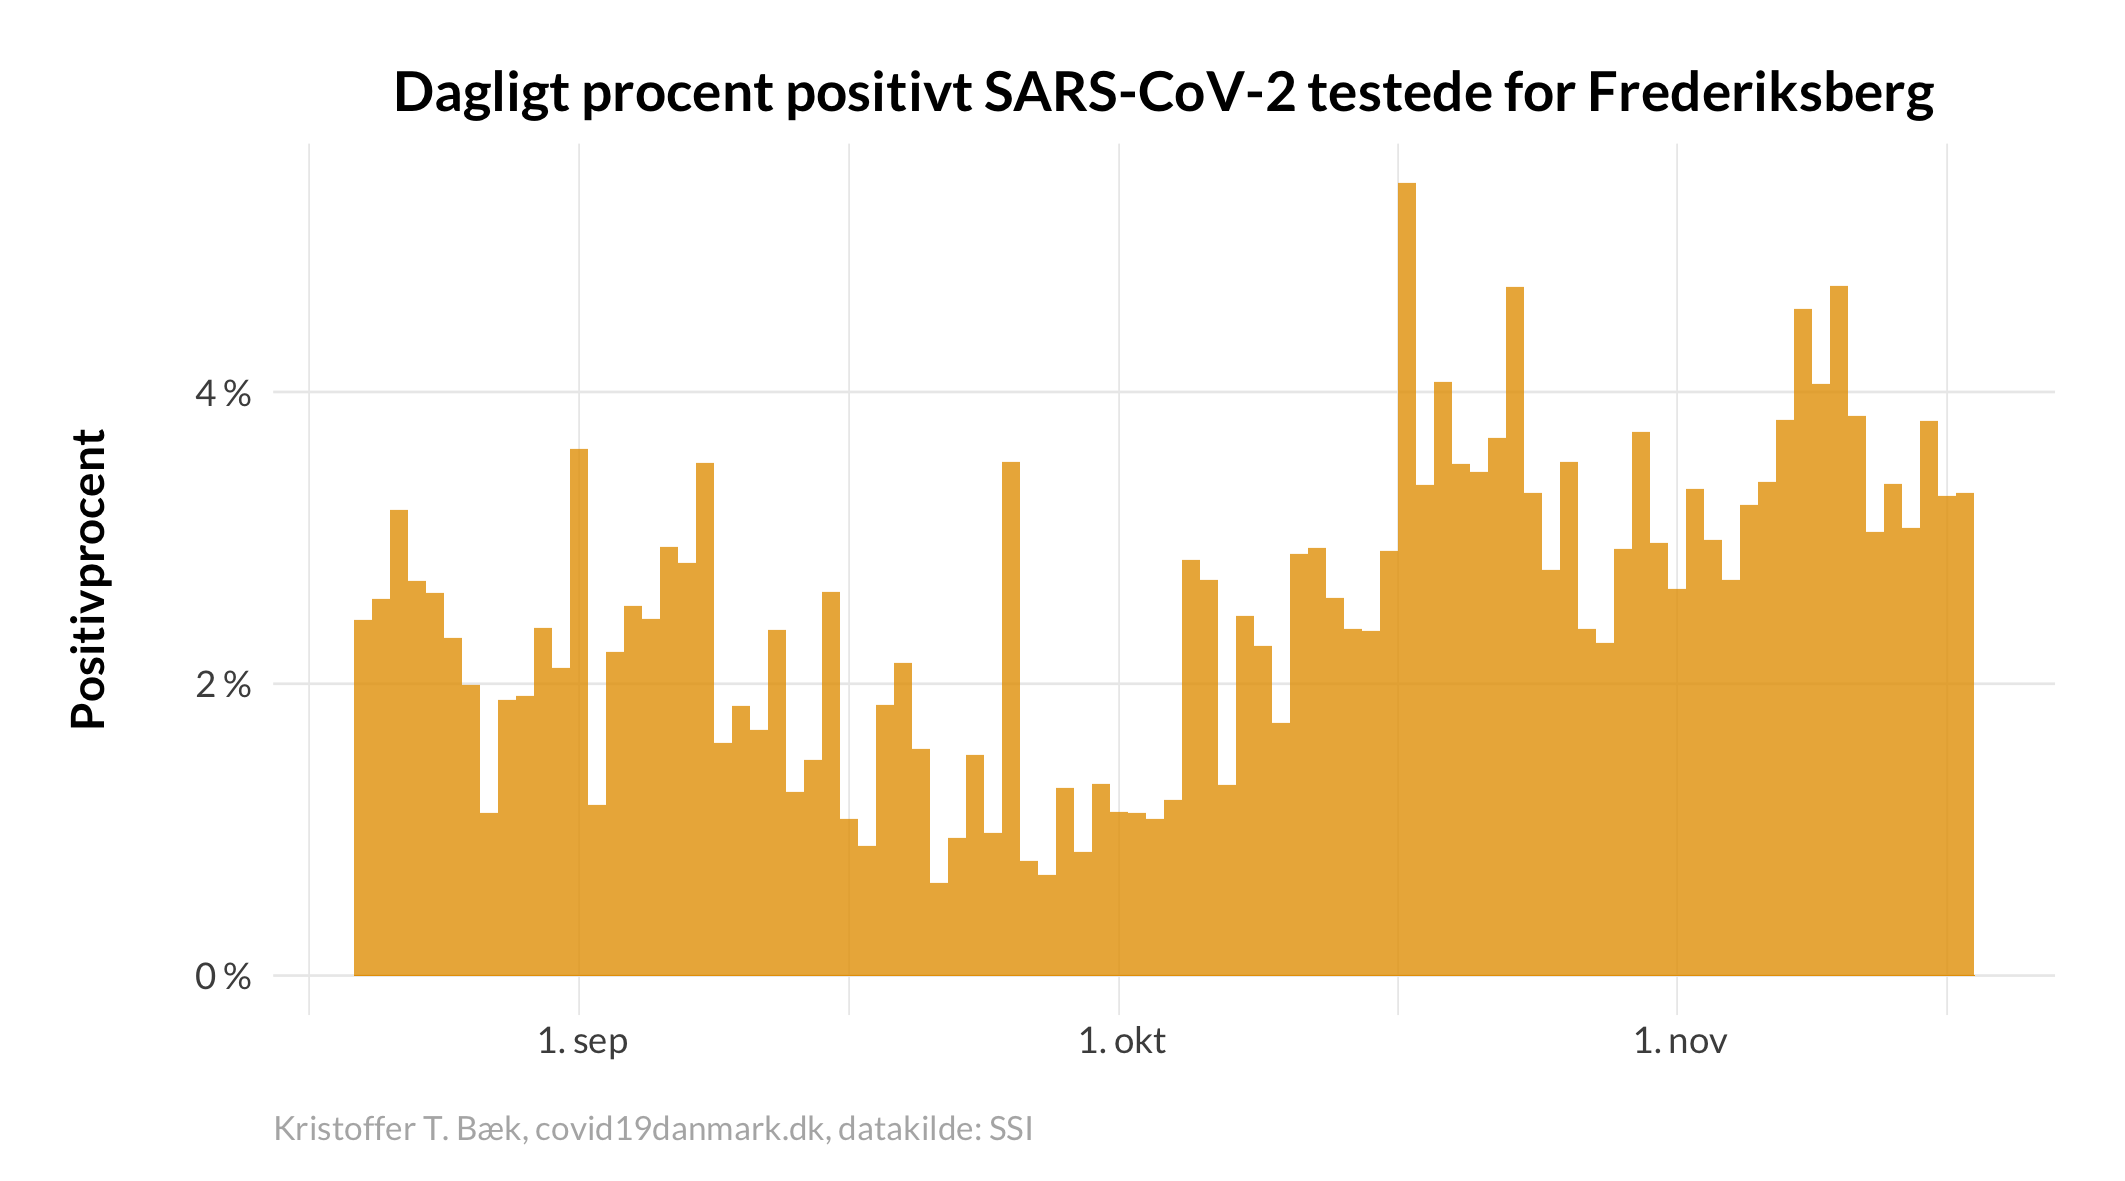 Dagligt procent positivt SARS-CoV-2 testede for Frederiksberg
Positivprocent
4 %
2 %
0 %
1. sep
1. okt
1. nov
Kristoffer T. Bæk, covid19danmark.dk, datakilde: SSI